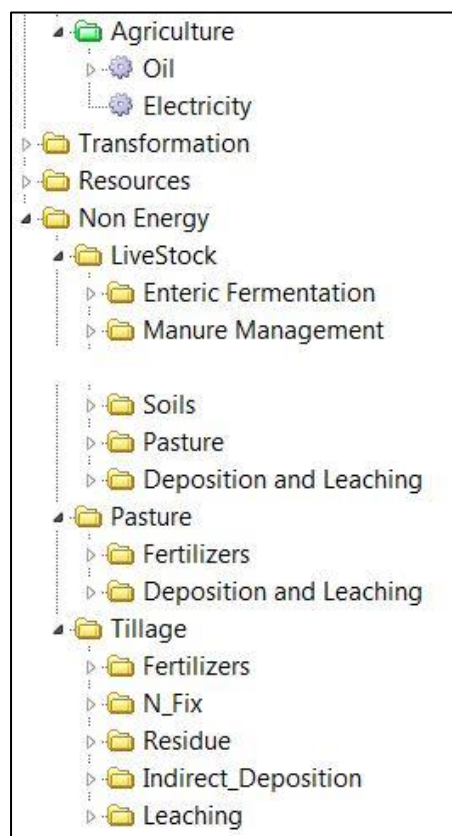 Agriculture
Oil
Electricity
Transformation
Resources
Non Energy
LiveStock
Enteric Fermentation
Manure Management
Soils
Pasture
Deposition and Leaching
Pasture
Fertilizers
Deposition and Leaching
Tillage
Fertilizers
N_Fix
Residue
Indirect_Deposition
Leaching